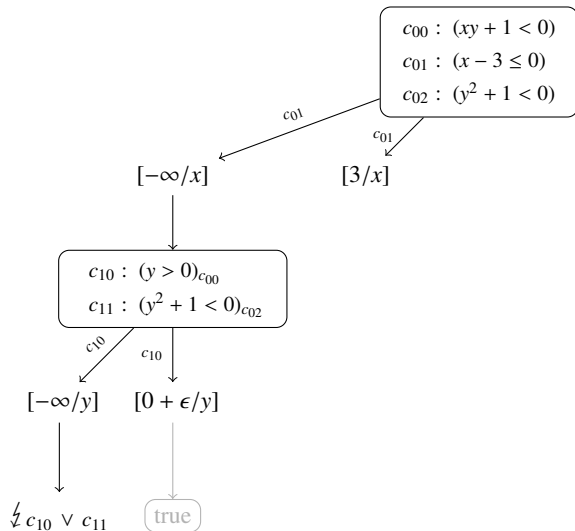 c₀₀ : (xy + 1 < 0)
c₀₁ : (x − 3 ≤ 0)
c₀₂ : (y² + 1 < 0)
c₀₁
c₀₁
[−∞/x]
[3/x]
c₁₀ : (y > 0)c₀₀
c₁₁ : (y² + 1 < 0)c₀₂
c₁₀
c₁₀
[−∞/y]
[0 + ϵ/y]
↯ c₁₀ ∨ c₁₁
true